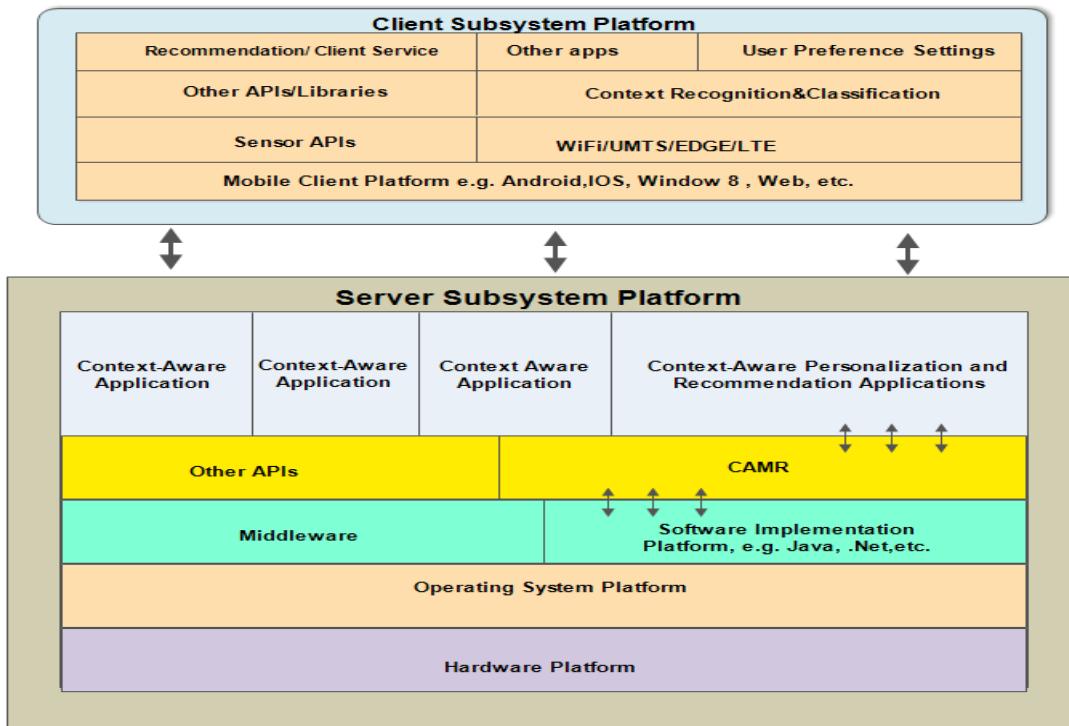 Client Subsystem Platform
Recommendation/ Client Service
Other apps
User Preference Settings
Other APIs/Libraries
Context Recognition&Classification
Sensor APIs
WiFi/UMTS/EDGE/LTE
Mobile Client Platform e.g. Android,IOS, Window 8 , Web, etc.
Server Subsystem Platform
Context-Aware
Application
Context-Aware
Application
Context Aware
Application
Context-Aware Personalization and
Recommendation Applications
Other APIs
CAMR
Middleware
Software Implementation
Platform, e.g. Java, .Net,etc.
Operating System Platform
Hardware Platform